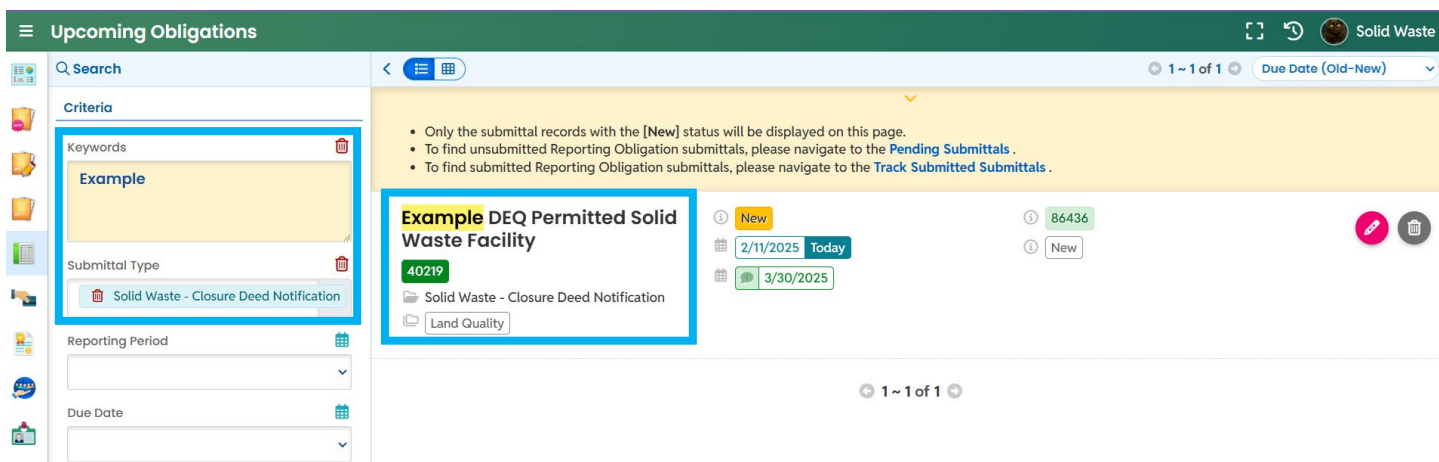 Upcoming Obligations
Solid Waste
Search
1 ~ 1 of 1
Due Date (Old-New)
Criteria
Keywords
Example
Submittal Type
Solid Waste - Closure Deed Notification
Reporting Period
Due Date
• Only the submittal records with the [New] status will be displayed on this page.
• To find unsubmitted Reporting Obligation submittals, please navigate to the Pending Submittals .
• To find submitted Reporting Obligation submittals, please navigate to the Track Submitted Submittals .
Example DEQ Permitted Solid
Waste Facility
40219
Solid Waste - Closure Deed Notification
Land Quality
New
2/11/2025 Today
3/30/2025
86436
New
1 ~ 1 of 1